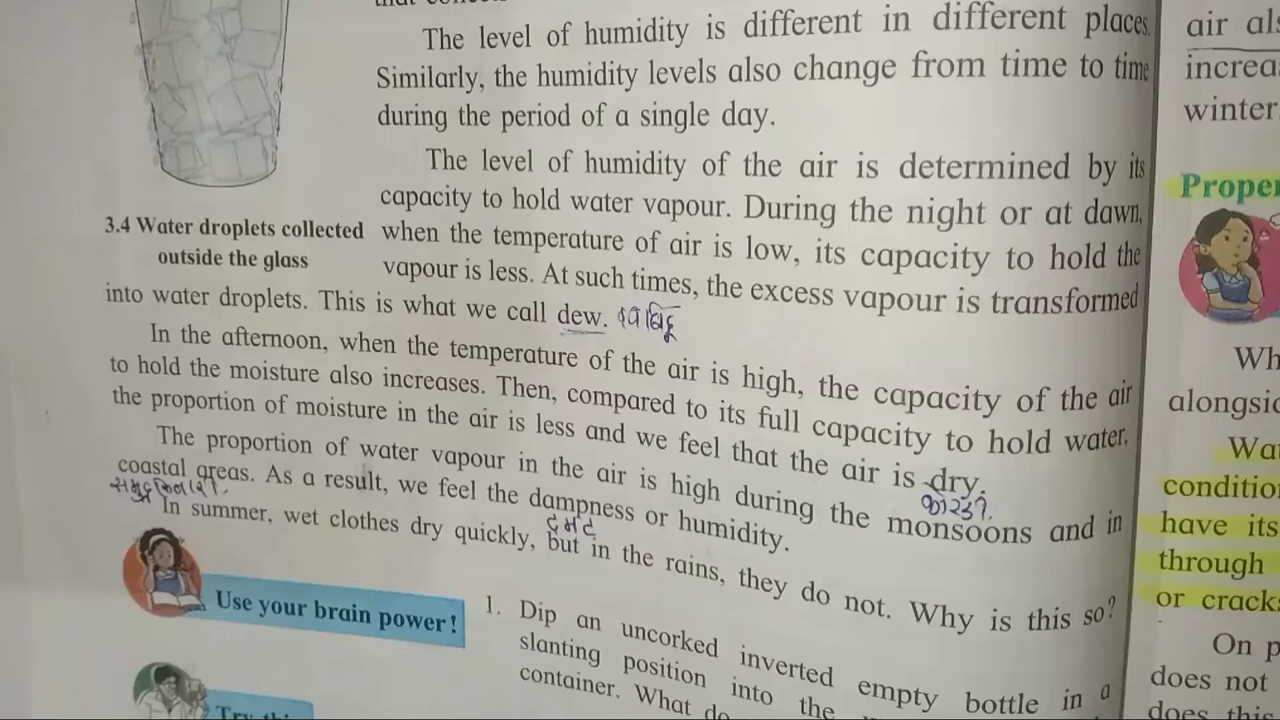 The level of humidity is different in different places.
Similarly, the humidity levels also change from time to time
during the period of a single day.
The level of humidity of the air is determined by its
capacity to hold water vapour. During the night or at dawn,
when the temperature of air is low, its capacity to hold the
vapour is less. At such times, the excess vapour is transformed
into water droplets. This is what we call dew.
3.4 Water droplets collected
outside the glass
In the afternoon, when the temperature of the air is high, the capacity of the air
to hold the moisture also increases. Then, compared to its full capacity to hold water,
the proportion of moisture in the air is less and we feel that the air is dry.
The proportion of water vapour in the air is high during the monsoons and in
coastal areas. As a result, we feel the dampness or humidity.
In summer, wet clothes dry quickly, but in the rains, they do not. Why is this so?
Use your brain power!
1. Dip an uncorked inverted empty bottle in a
slanting position into the
container. What do
air
increa
winter
Proper
Wh
alongsid
Wa
condition
have its
through
or crack
On p
does not
does this